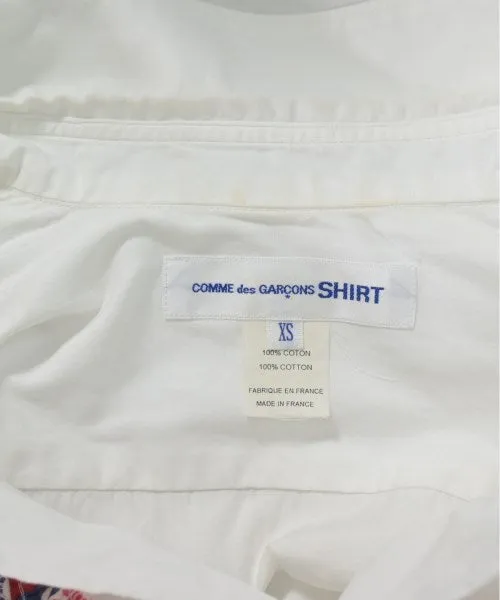 COMME des GARÇONS SHIRT
XS
100% COTON
100% COTTON
FABRIQUE EN FRANCE
MADE IN FRANCE